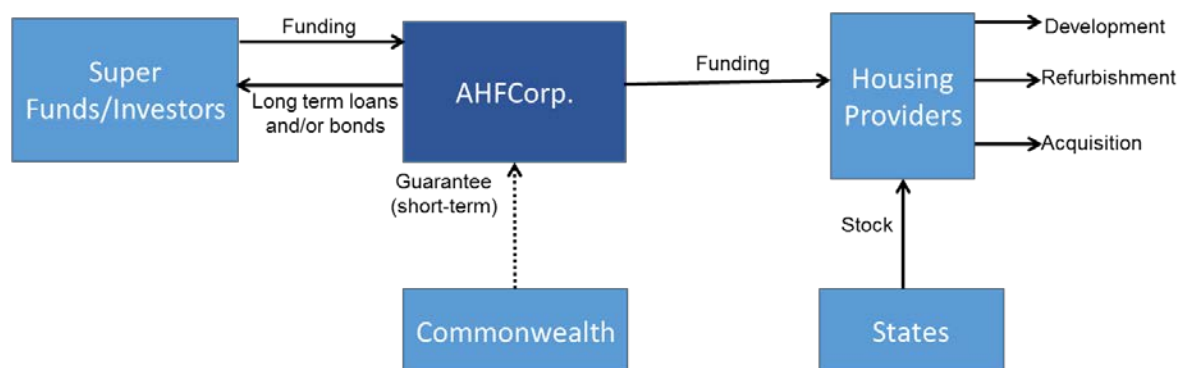 Funding
Super
Funds/Investors
Long term loans
and/or bonds
AHFCorp.
Funding
Housing
Providers
Development
Refurbishment
Acquisition
Guarantee
(short-term)
Stock
Commonwealth
States